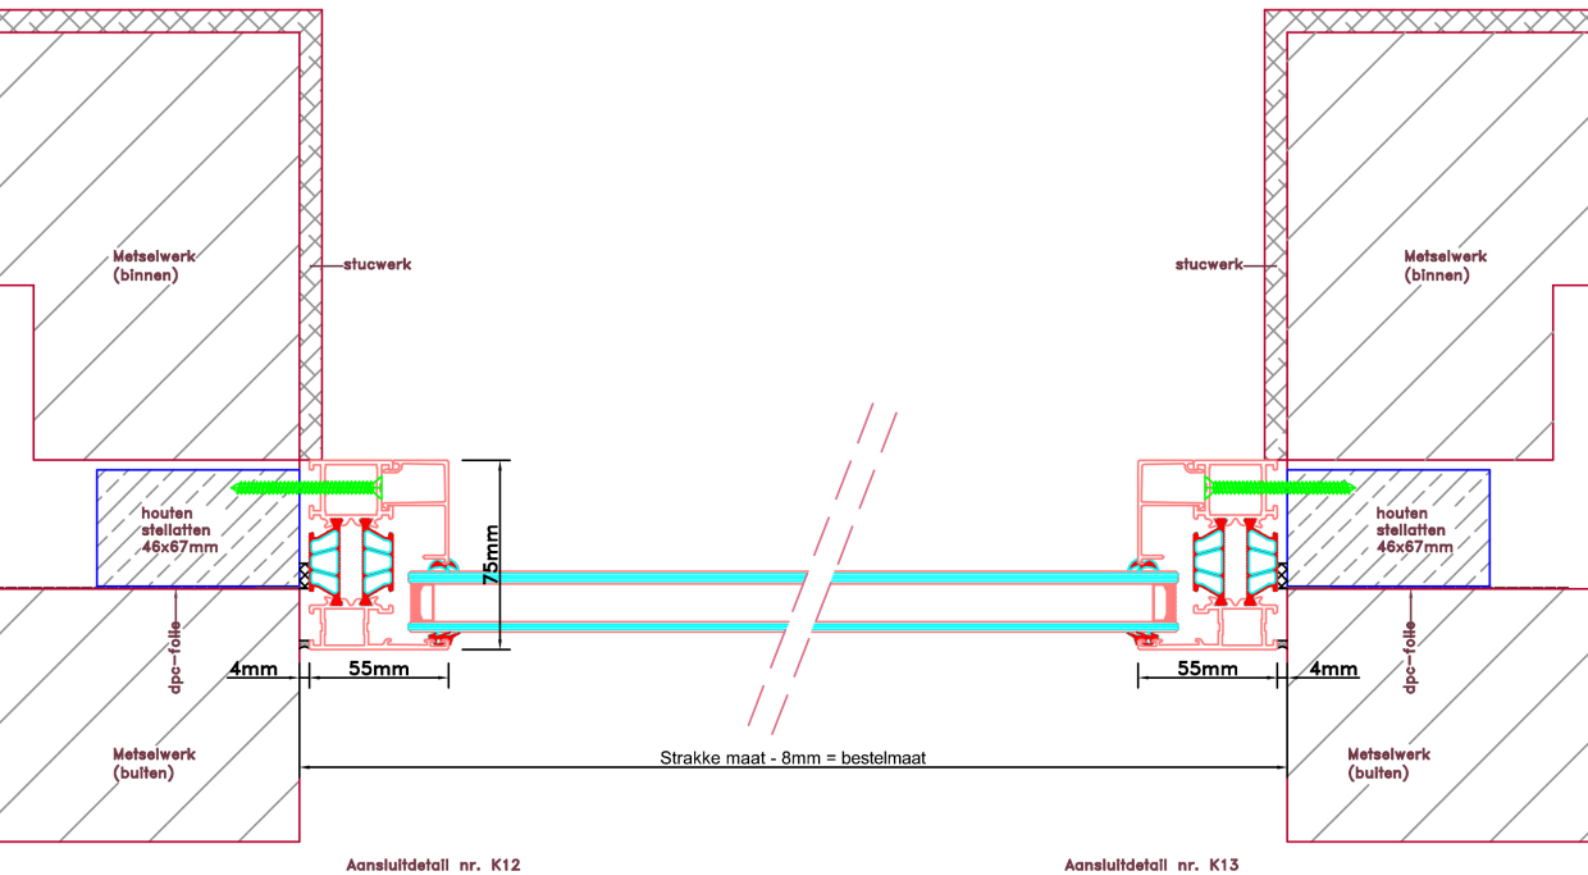 Metselwerk
(binnen)
stucwerk
stucwerk
Metselwerk
(binnen)
houten
stellatten
46x67mm
75mm
houten
stellatten
46x67mm
dpc-folie
dpc-folie
4mm
55mm
55mm
4mm
Strakke maat - 8mm = bestelmaat
Metselwerk
(buiten)
Metselwerk
(buiten)
Aansluitdetail nr. K12
Aansluitdetail nr. K13